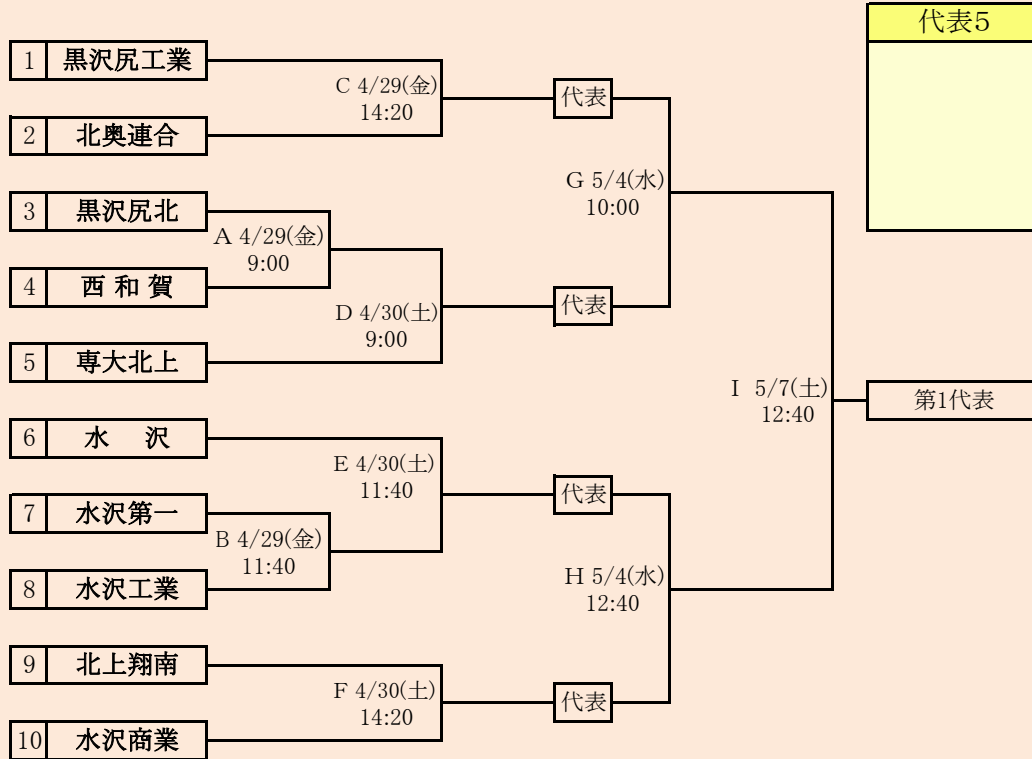 代表5
1 黒沢尻工業
C 4/29(金)
14:20
代表
2 北奥連合
G 5/4(水)
10:00
3 黒沢尻北
A 4/29(金)
9:00
4 西和賀
D 4/30(土)
9:00
代表
5 専大北上
I 5/7(土)
12:40
第1代表
6 水 沢
E 4/30(土)
11:40
代表
7 水沢第一
B 4/29(金)
11:40
8 水沢工業
H 5/4(水)
12:40
9 北上翔南
F 4/30(土)
14:20
代表
10 水沢商業